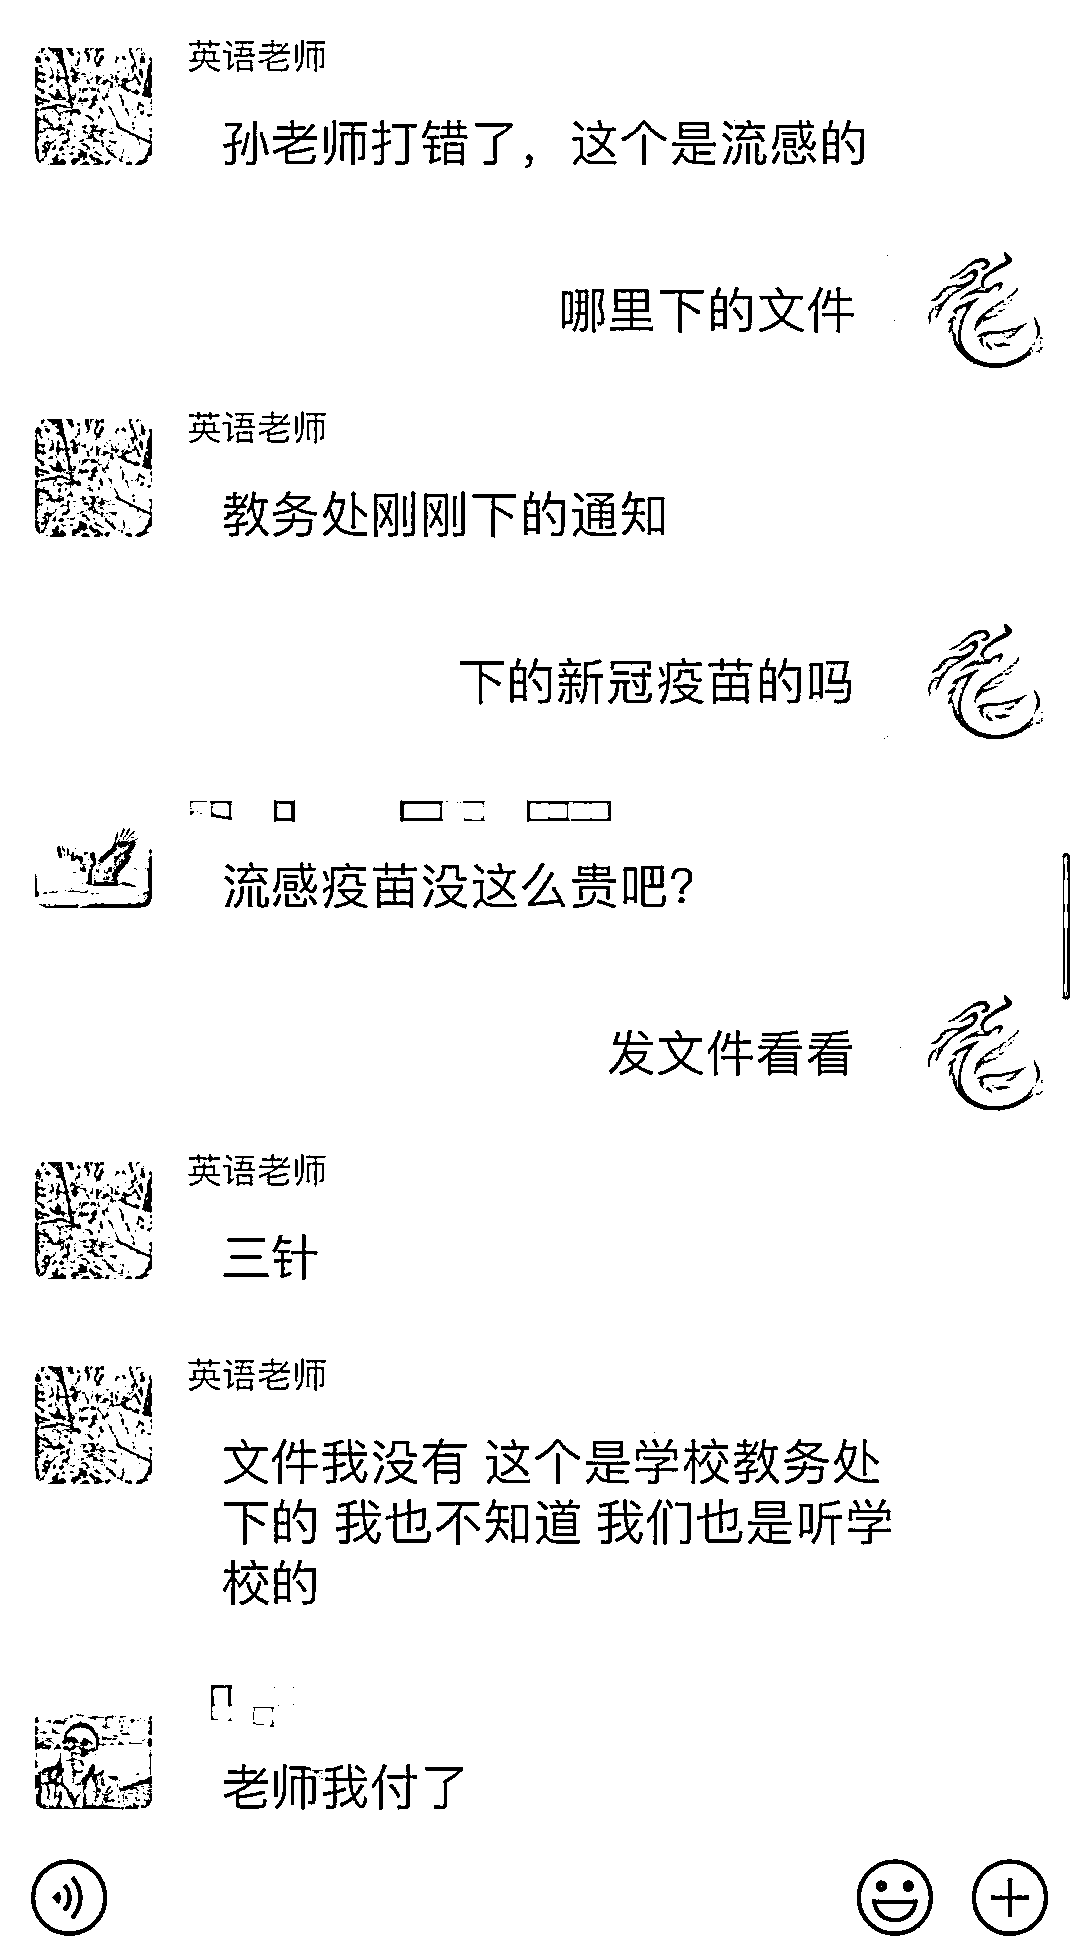 英语老师
孙老师打错了，这个是流感的
哪里下的文件
英语老师
教务处刚刚下的通知
下的新冠疫苗的吗
流感疫苗没这么贵吧?
发文件看看
英语老师
三针
英语老师
文件我没有 这个是学校教务处
下的 我也不知道 我们也是听学
校的
老师我付了